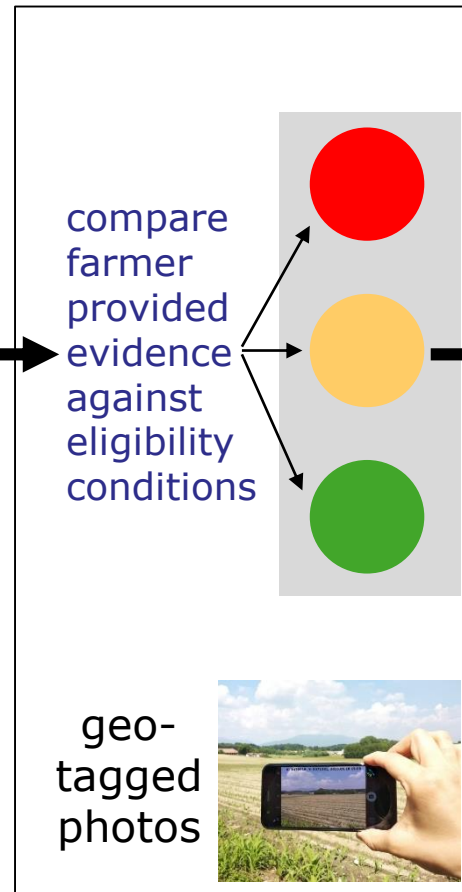 compare
farmer
provided
evidence
against
eligibility
conditions
geo-
tagged
photos